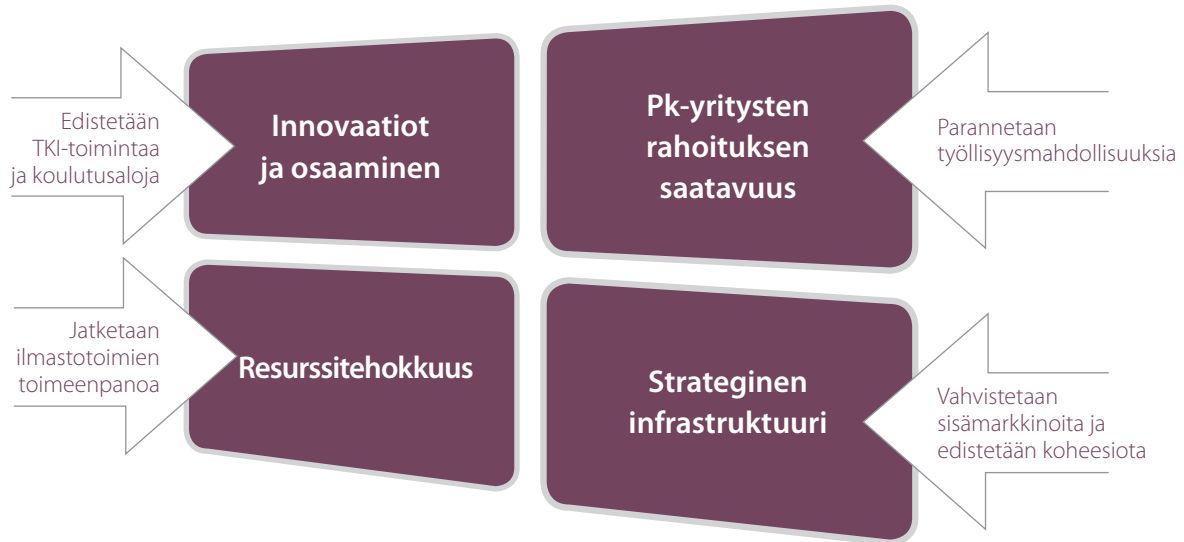 Edistetään
TKI-toimintaa
ja koulutusaloja
Innovaatiot
ja osaaminen
Pk-yritysten
rahoituksen
saatavuus
Parannetaan
työllisyysmahdollisuuksia
Jatketaan
ilmastotoimien
toimeenpanoa
Resurssitehokkuus
Strateginen
infrastruktuuri
Vahvistetaan
sisämarkkinoita ja
edistetään koheesiota